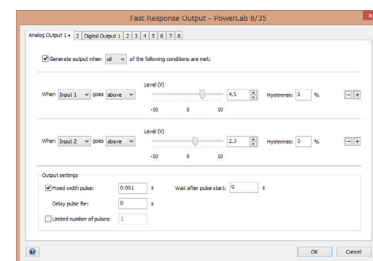 Fast Response Output - PowerLab 8/35
Analog Output 1 • 2 Digital Output 1 2 3 4 5 6 7 8
Generate output when all of the following conditions are met:
Level (V)
When Input 1 goes above 4.5 Hysteresis: 5 %
-10 0 10
Level (V)
When Input 2 goes above 2.3 Hysteresis: 5 %
-10 0 10
Output settings
Fixed width pulse: 0.001 s Wait after pulse start: 0 s
Delay pulse for: 0 s
Limited number of pulses: 1
OK Cancel